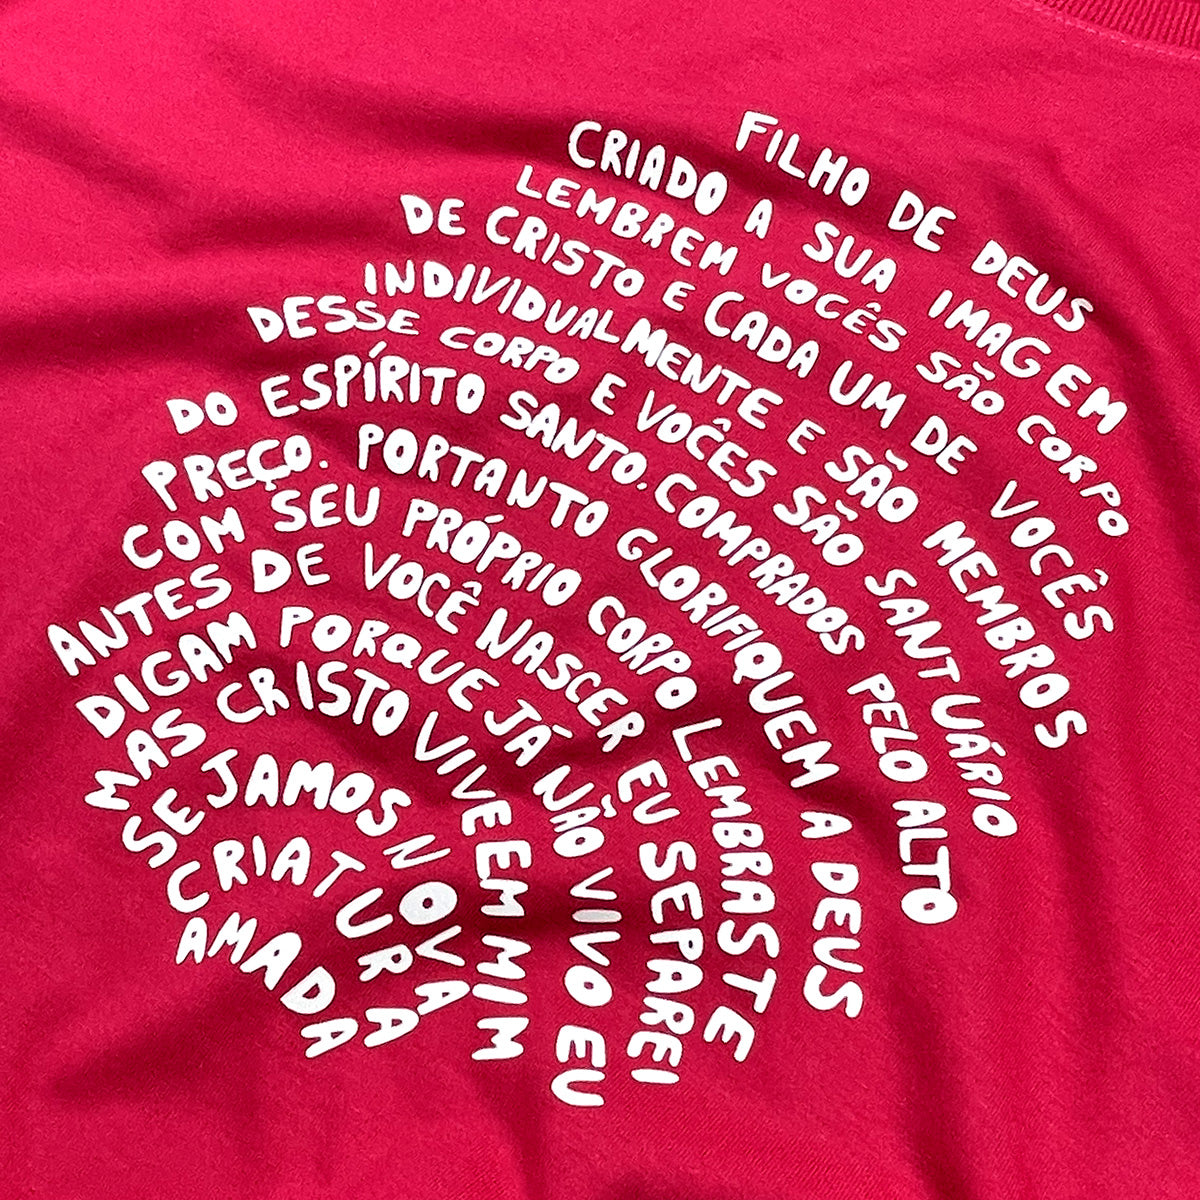 FILHO DE DEUS
CRIADO A SUA IMAGEM
LEMBREM VOCÊS SÃO CORPO
DE CRISTO E CADA UM DE VOCÊS
INDIVIDUALMENTE E SÃO MEMBROS
DESSE CORPO E VOCÊS SÃO SANTUÁRIO
DO ESPÍRITO SANTO. COMPRADOS PELO ALTO
PREÇO. PORTANTO GLORIFIQUEM A DEUS
COM SEU PRÓPRIO CORPO LEMBRASTE
ANTES DE VOCÊ NASCER EU SEPAREI
DIGAM PORQUE JÁ NÃO VIVO EU
MAS CRISTO VIVE EM MIM
SEJAMOS NOVA
CRIATURA
AMADA